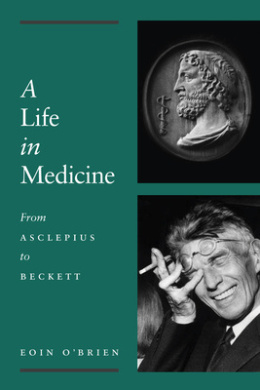 A
Life
in
Medicine
From
ASCLEPIUS
to
BECKETT
EOIN O'BRIEN